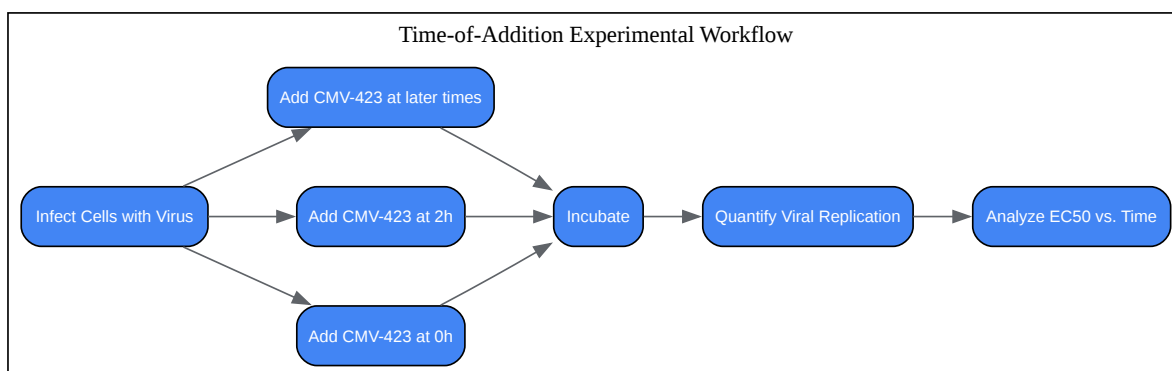 Time-of-Addition Experimental Workflow
Add CMV-423 at later times
Infect Cells with Virus
Add CMV-423 at 2h
Incubate
Quantify Viral Replication
Analyze EC50 vs. Time
Add CMV-423 at 0h